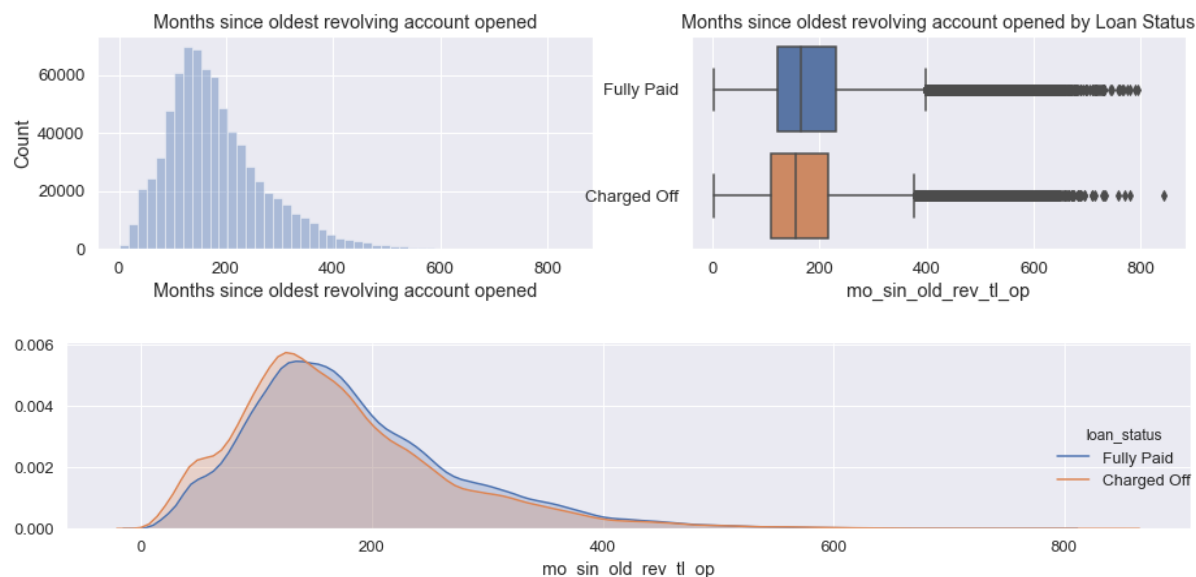 Months since oldest revolving account opened
60000
40000
20000
0
Count
0 200 400 600 800
Months since oldest revolving account opened
Months since oldest revolving account opened by Loan Status
Fully Paid
Charged Off
0 200 400 600 800
mo_sin_old_rev_tl_op
0.006
0.004
0.002
0.000
0 200 400 600 800
mo_sin_old_rev_tl_op
loan_status
Fully Paid
Charged Off